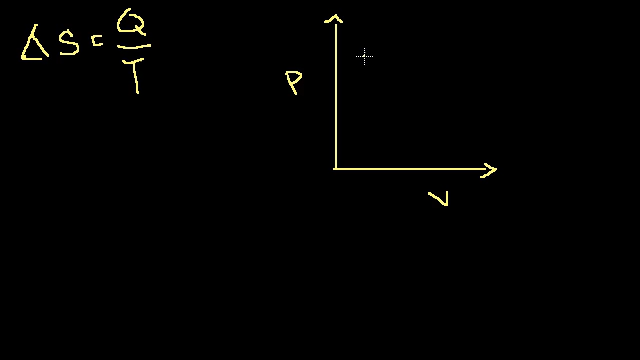 ΔS = Q/T
P
V